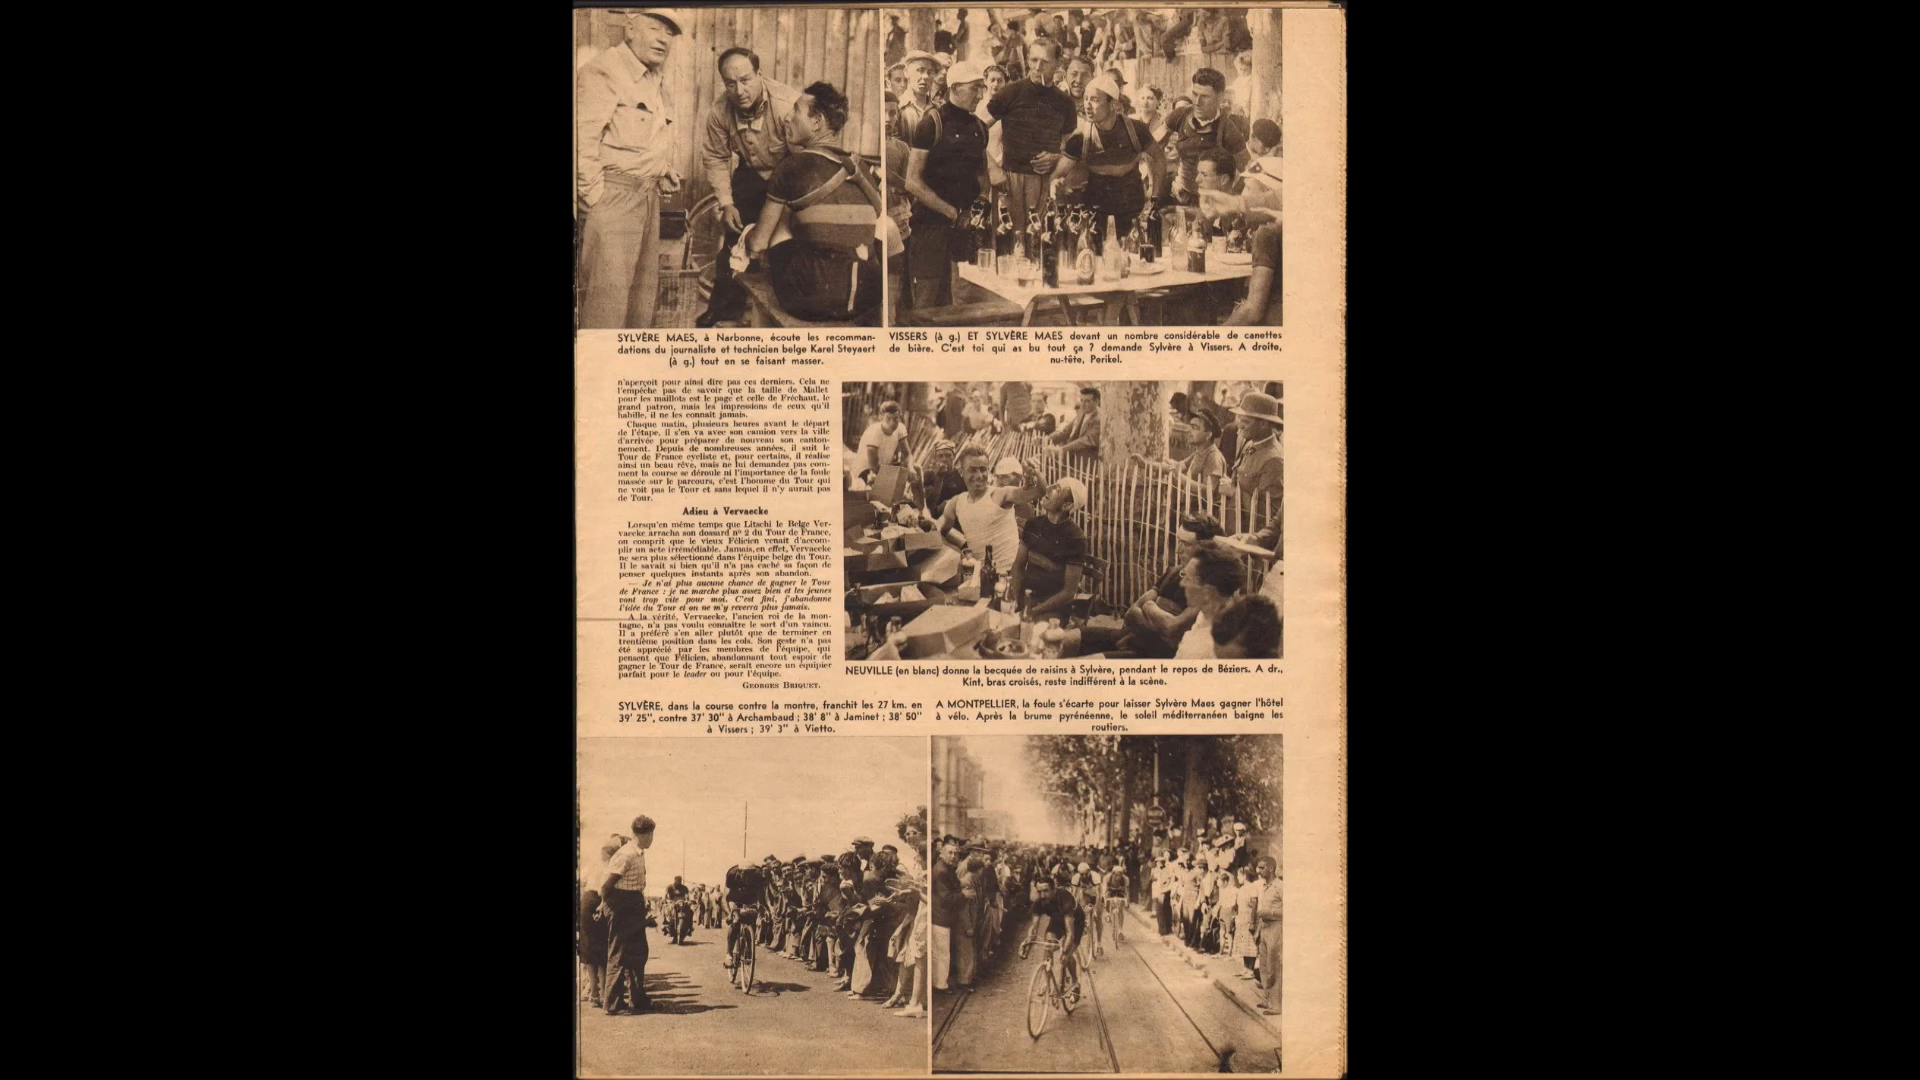 SYLVÈRE MAES, à Narbonne, écoute les recomman-
dations du journaliste et technicien belge Karel Steyaert
(à g.) tout en se faisant masser.
VISSERS (à g.) ET SYLVÈRE MAES devant un nombre considérable de canettes
de bière. C'est toi qui as bu tout ça ? demande Sylvère à Vissers. A droite,
nu-tête, Perikel.
n'aperçoit pour ainsi dire pas ces derniers. Cela ne
l'empêche pas de savoir que la taille de Mallet
pour les maillots est le page et celle de Fréchaut, le
grand patron, mais les impressions de ceux qu'il
habille, il ne les connaît jamais.
Chaque matin, plusieurs heures avant le départ
de l'étape, il s'en va avec son camion vers la ville
d'arrivée pour préparer de nouveau son canton-
nement. Depuis de nombreuses années, il suit le
Tour de France cycliste et, pour certains, il réalise
ainsi un beau rêve, mais ne lui demandez pas com-
ment la course se déroule ni l'importance de la foule
massée sur le parcours, c'est l'homme du Tour qui
ne voit pas le Tour et sans lequel il n'y aurait pas
de Tour.
Adieu à Vervaecke
Lorsqu'en même temps que Litschi le Belge Ver-
vaecke arracha son dossard nº 2 du Tour de France,
on comprit que le vieux Félicien venait d'accom-
plir un acte irrémédiable. Jamais, en effet, Vervaecke
ne sera plus sélectionné dans l'équipe belge du Tour.
Il le savait si bien qu'il n'a pas caché sa façon de
penser quelques instants après son abandon.
— Je n'ai plus aucune chance de gagner le Tour
de France : je ne marche plus assez bien et les jeunes
vont trop vite pour moi. C'est fini, j'abandonne
l'idée du Tour et on ne m'y reverra plus jamais.
A la vérité, Vervaecke, l'ancien roi de la mon-
tagne, n'a pas voulu connaître le sort d'un vaincu.
Il a préféré s'en aller plutôt que de terminer en
trentième position dans les cols. Son geste n'a pas
été apprécié par les membres de l'équipe, qui
pensent que Félicien, abandonnant tout espoir de
gagner le Tour de France, serait encore un équipier
parfait pour le leader ou pour l'équipe.
GEORGES BRIQUET.
NEUVILLE (en blanc) donne la becquée de raisins à Sylvère, pendant le repos de Béziers. A dr.,
Kint, bras croisés, reste indifférent à la scène.
SYLVÈRE, dans la course contre la montre, franchit les 27 km. en
39' 25", contre 37' 30" à Archambaud ; 38' 8" à Jaminet ; 38' 50"
à Vissers ; 39' 3" à Vietto.
A MONTPELLIER, la foule s'écarte pour laisser Sylvère Maes gagner l'hôtel
à vélo. Après la brume pyrénéenne, le soleil méditerranéen baigne les
routiers.